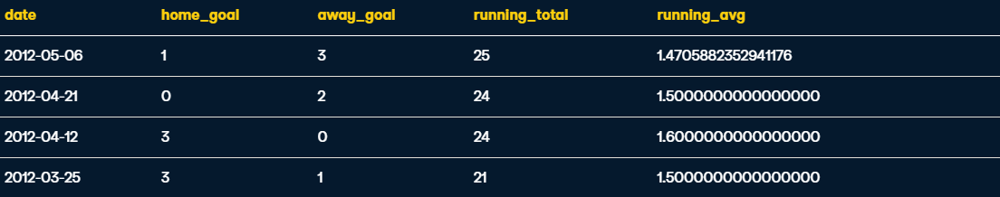 date home_goal away_goal running_total running_avg
2012-05-06 1 3 25 1.4705882352941176
2012-04-21 0 2 24 1.5000000000000000
2012-04-12 3 0 24 1.6000000000000000
2012-03-25 3 1 21 1.5000000000000000